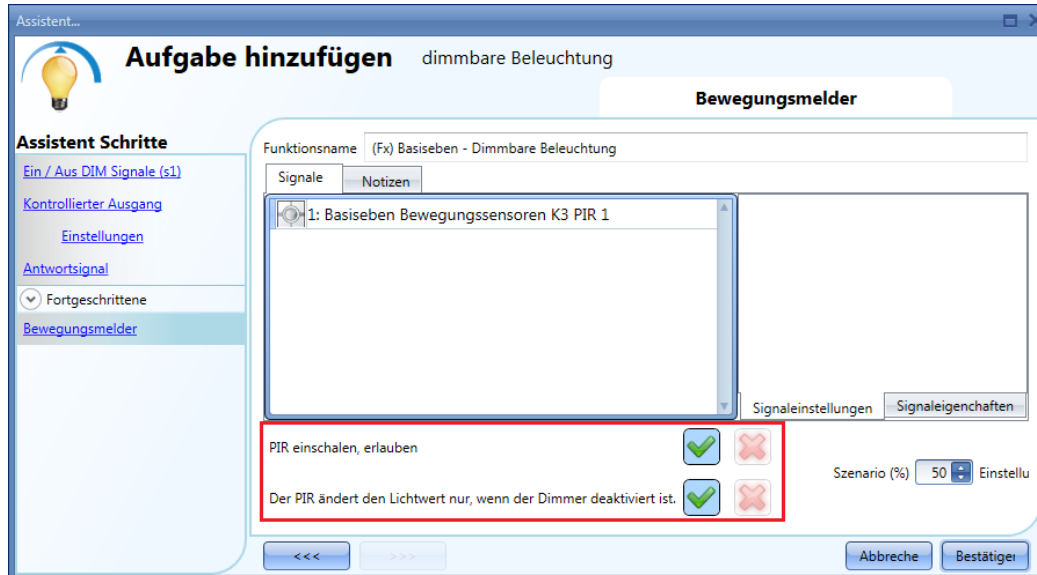 Assistent...
Aufgabe hinzufügen dimmbare Beleuchtung
Bewegungsmelder
Assistent Schritte
Ein / Aus DIM Signale (s1)
Kontrollierter Ausgang
Einstellungen
Antwortsignal
Fortgeschrittene
Bewegungsmelder
Funktionsname (Fx) Basiseben - Dimmbare Beleuchtung
Signale Notizen
1: Basiseben Bewegungssensoren K3 PIR 1
Signaleinstellungen Signaleigenchaften
PIR einschalen, erlauben
Szenario (%) 50 Einstellu
Der PIR ändert den Lichtwert nur, wenn der Dimmer deaktiviert ist.
<<< >>> Abbreche Bestätiger